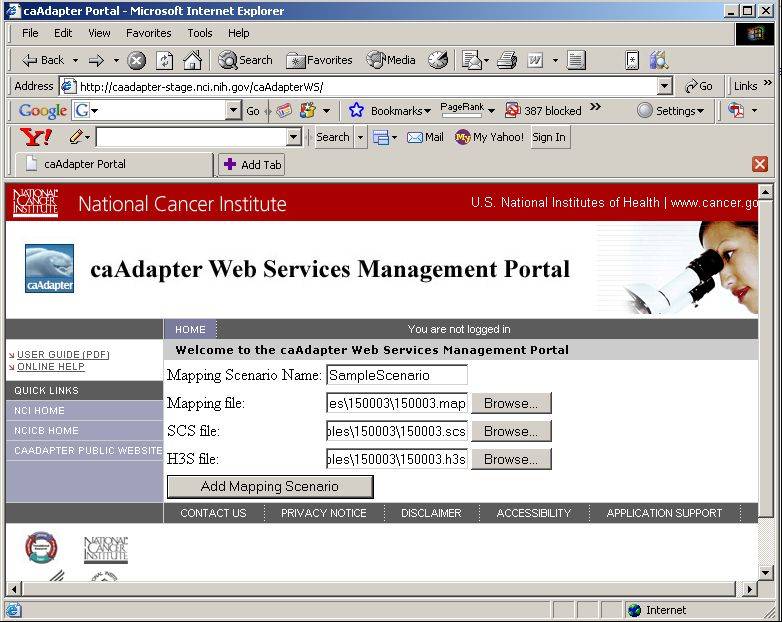 caAdapter Portal - Microsoft Internet Explorer
File Edit View Favorites Tools Help
Back Search Favorites Media W
Address http://caadapter-stage.nci.nih.gov/caAdapterWS/ Go Links »
Google G Go Bookmarks PageRank 387 blocked » Settings
Y! Search Mail My My Yahoo! Sign In
caAdapter Portal Add Tab
NATIONAL CANCER INSTITUTE National Cancer Institute U.S. National Institutes of Health | www.cancer.go
caAdapter caAdapter Web Services Management Portal
HOME You are not logged in
USER GUIDE (PDF)
ONLINE HELP
QUICK LINKS
NCI HOME
NCICB HOME
CAADAPTER PUBLIC WEBSITE
Welcome to the caAdapter Web Services Management Portal
Mapping Scenario Name: SampleScenario
Mapping file: es\150003\150003.map Browse...
SCS file: ples\150003\150003.scs Browse...
H3S file: ples\150003\150003.h3s Browse...
Add Mapping Scenario
CONTACT US PRIVACY NOTICE DISCLAIMER ACCESSIBILITY APPLICATION SUPPORT
NATIONAL CANCER INSTITUTE
Internet